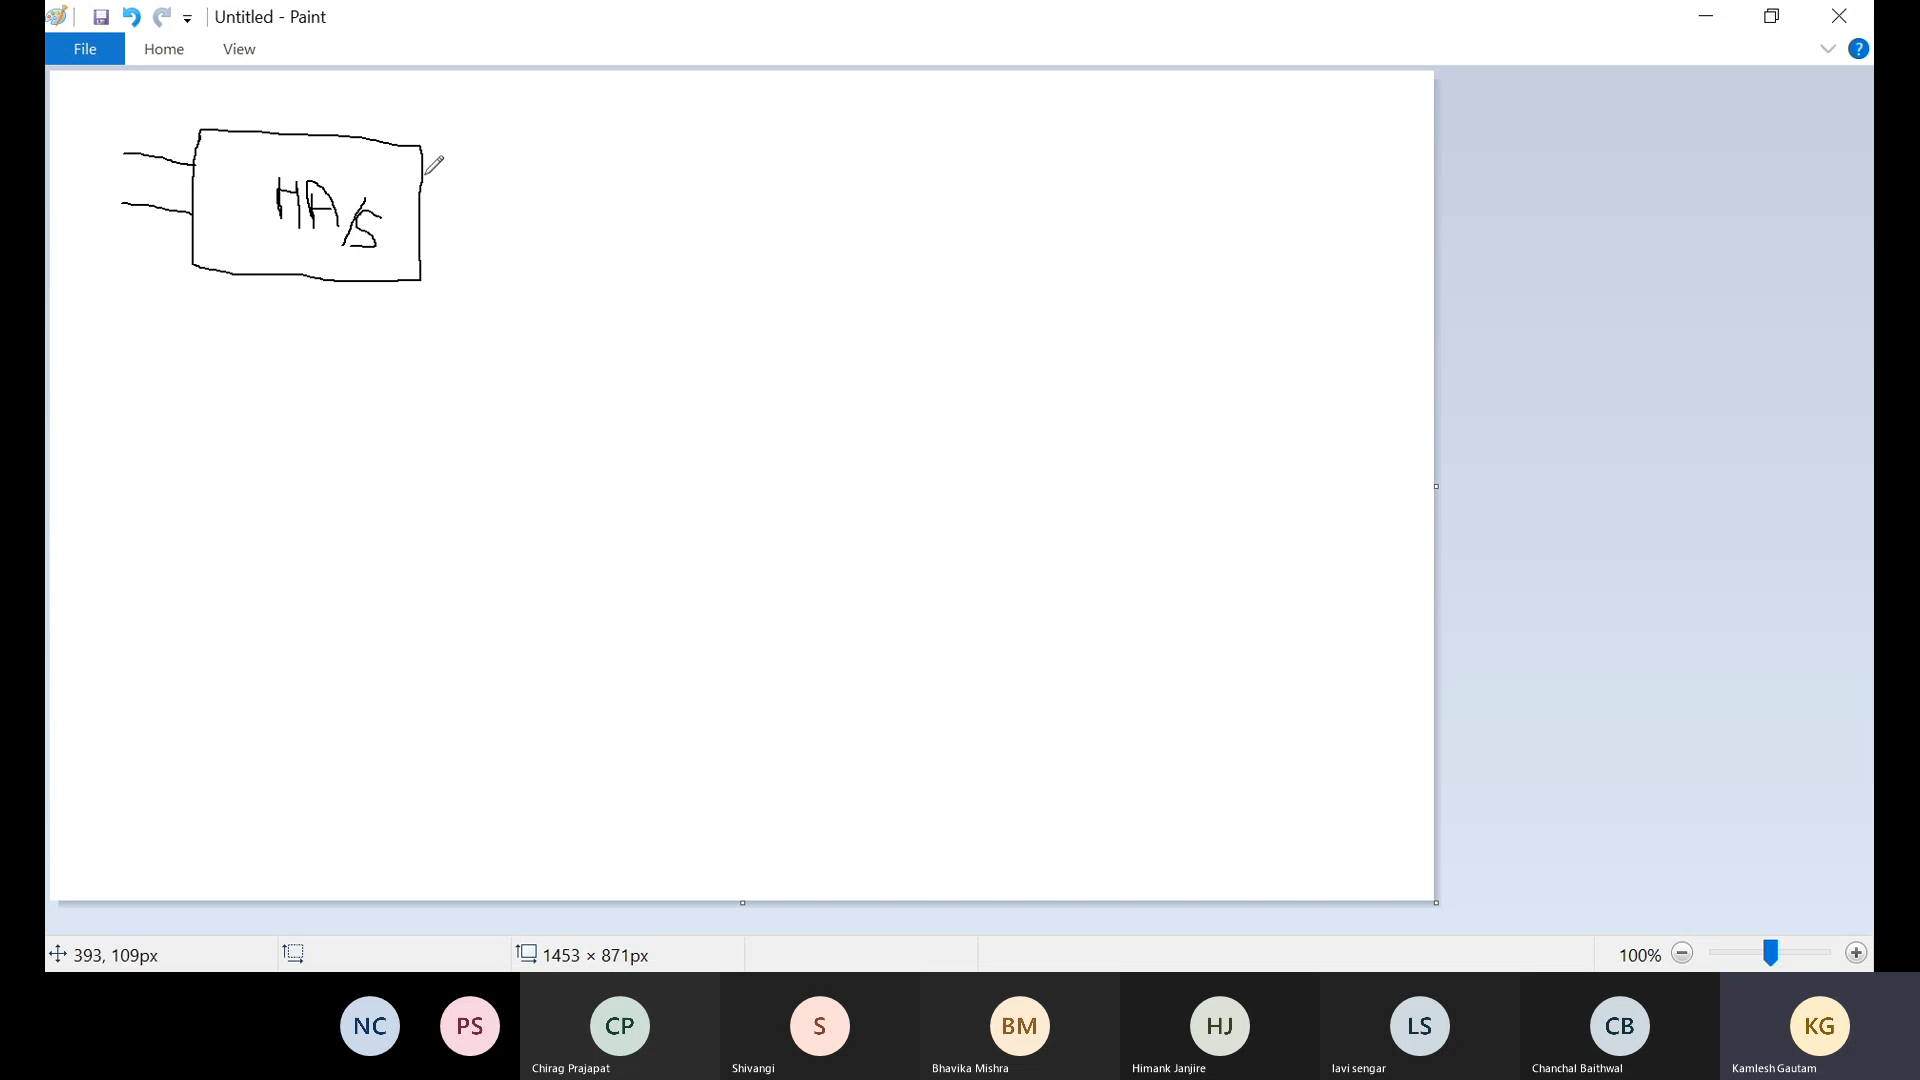 Untitled - Paint
File Home View
?
HA/S
393, 109px
1453 × 871px
100%
NC PS CP S BM HJ LS CB KG
Chirag Prajapat Shivangi Bhavika Mishra Himank Janjire lavi sengar Chanchal Baithwal Kamlesh Gautam